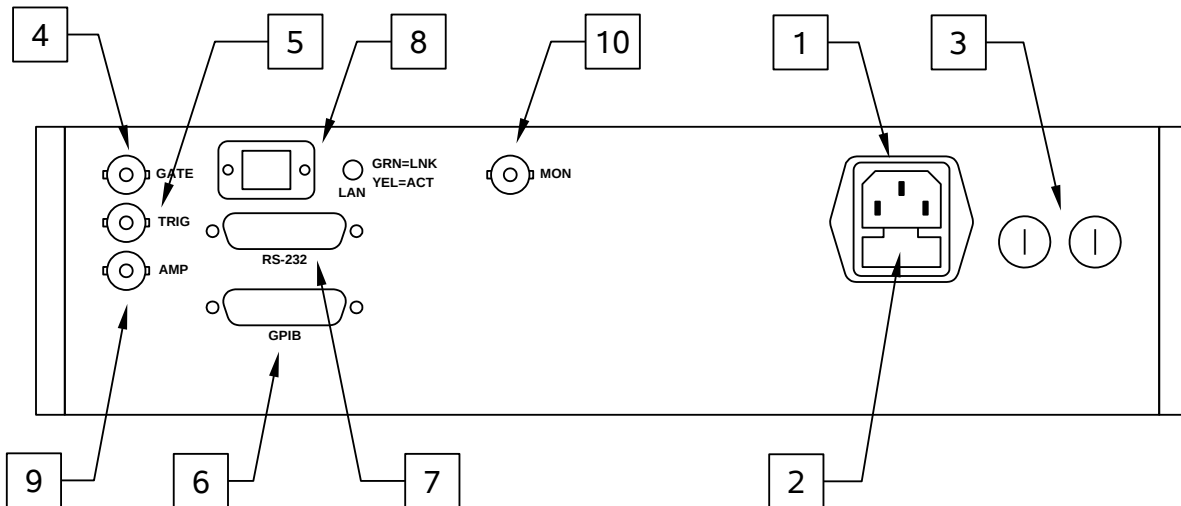 4
5
8
10
1
3
GATE
TRIG
AMP
LAN
GRN=LNK
YEL=ACT
MON
RS-232
GPIB
9
6
7
2